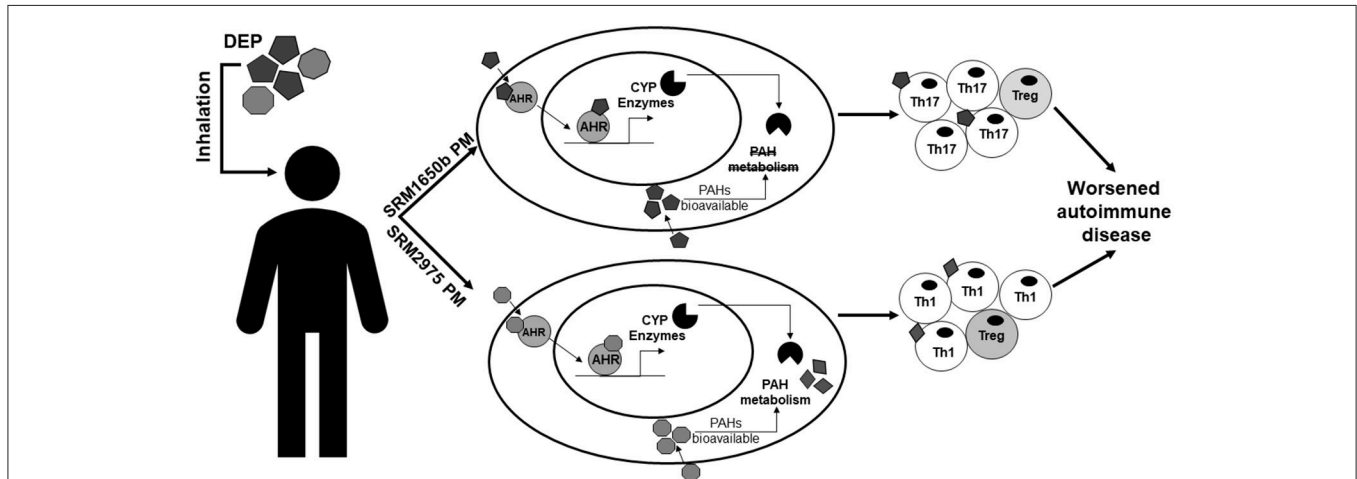 DEP
Inhalation
SRM1650b PM
SRM2975 PM
AHR
AHR
CYP
Enzymes
PAH
metabolism
PAHs
bioavailable
Th17
Th17
Treg
Th17
Th17
AHR
AHR
CYP
Enzymes
PAH
metabolism
PAHs
bioavailable
Th1
Th1
Th1
Th1
Treg
Worsened
autoimmune
disease